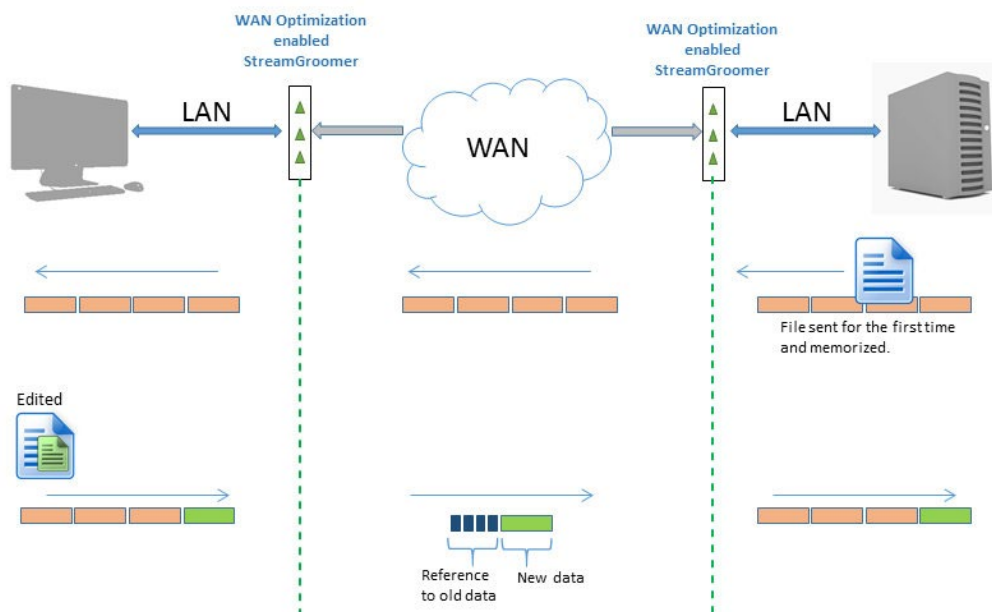 WAN Optimization
enabled
StreamGroomer
WAN Optimization
enabled
StreamGroomer
LAN
WAN
LAN
File sent for the first time
and memorized.
Edited
Reference
to old data
New data